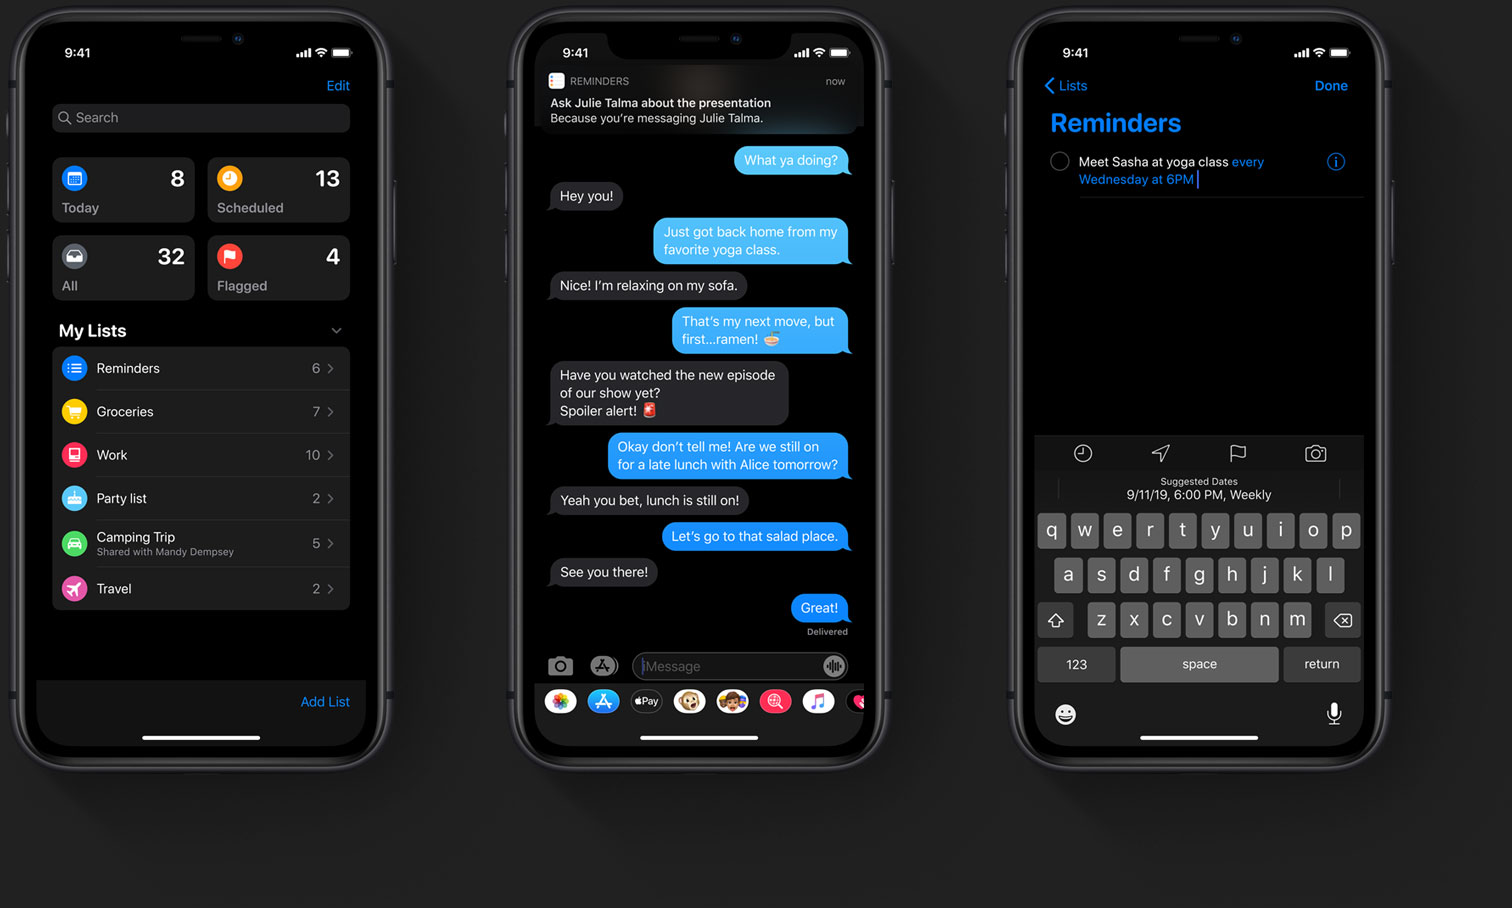 9:41
Edit
Search
8
Today
13
Scheduled
32
All
4
Flagged
My Lists
Reminders 6
Groceries 7
Work 10
Party list 2
Camping Trip 5
Shared with Mandy Dempsey
Travel 2
Add List
9:41
REMINDERS now
Ask Julie Talma about the presentation
Because you're messaging Julie Talma.
What ya doing?
Hey you!
Just got back home from my
favorite yoga class.
Nice! I'm relaxing on my sofa.
That's my next move, but
first...ramen! 🍜
Have you watched the new episode
of our show yet?
Spoiler alert! 🚨
Okay don't tell me! Are we still on
for a late lunch with Alice tomorrow?
Yeah you bet, lunch is still on!
Let's go to that salad place.
See you there!
Great!
Delivered
iMessage
Pay
9:41
Lists Done
Reminders
Meet Sasha at yoga class every
Wednesday at 6PM
Suggested Dates
9/11/19, 6:00 PM, Weekly
q w e r t y u i o p
a s d f g h j k l
z x c v b n m
123 space return